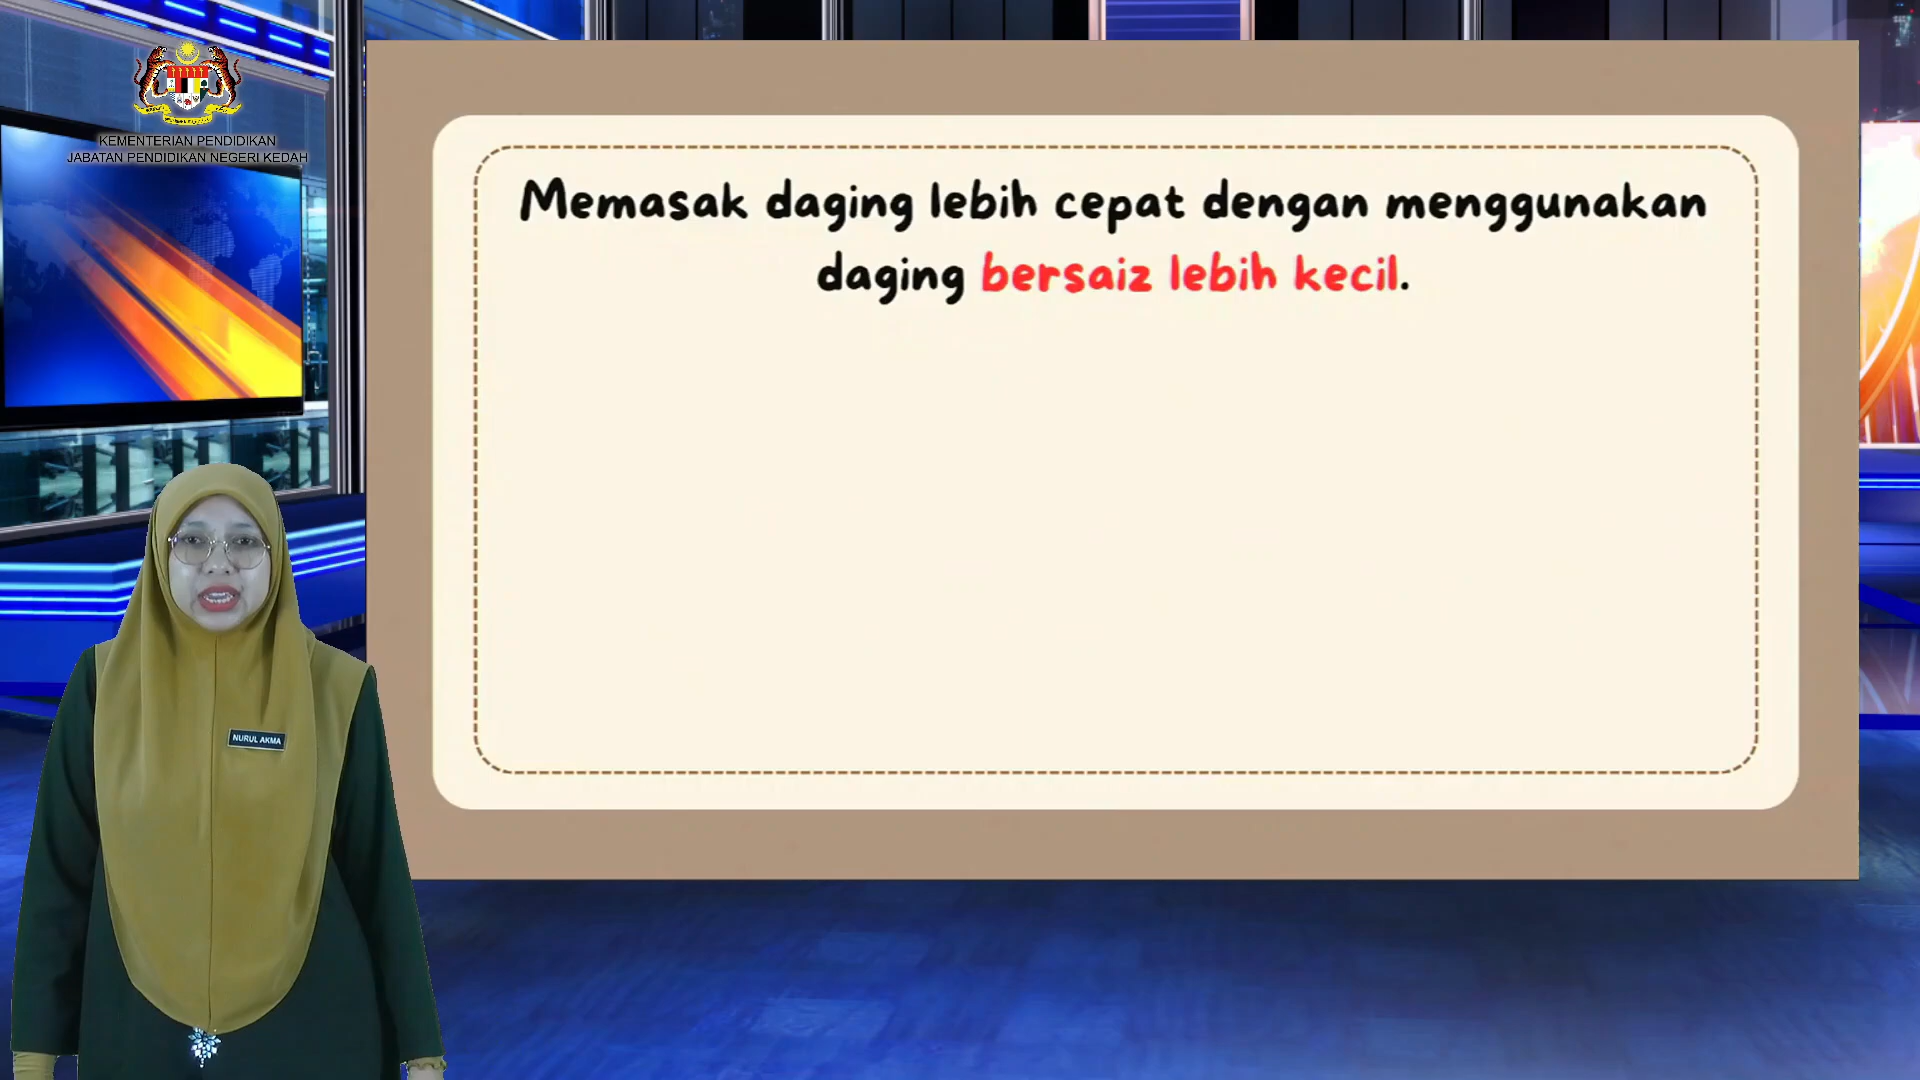 KEMENTERIAN PENDIDIKAN
JABATAN PENDIDIKAN NEGERI KEDAH
Memasak daging lebih cepat dengan menggunakan
daging bersaiz lebih kecil.
NURUL AKMA